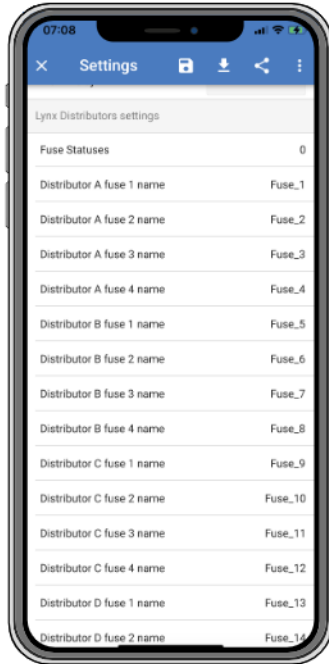 07:08
Settings
Lynx Distributors settings
Fuse Statuses 0
Distributor A fuse 1 name Fuse_1
Distributor A fuse 2 name Fuse_2
Distributor A fuse 3 name Fuse_3
Distributor A fuse 4 name Fuse_4
Distributor B fuse 1 name Fuse_5
Distributor B fuse 2 name Fuse_6
Distributor B fuse 3 name Fuse_7
Distributor B fuse 4 name Fuse_8
Distributor C fuse 1 name Fuse_9
Distributor C fuse 2 name Fuse_10
Distributor C fuse 3 name Fuse_11
Distributor C fuse 4 name Fuse_12
Distributor D fuse 1 name Fuse_13
Distributor D fuse 2 name Fuse_14